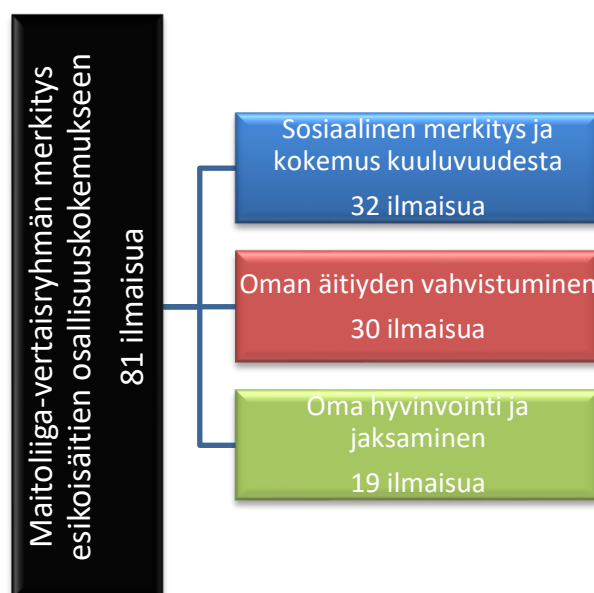 Maitoliiga-vertaisryhmän merkitys
esikoisäitien osallisuuskokemukseen
81 ilmaisua
Sosiaalinen merkitys ja
kokemus kuuluvuudesta
32 ilmaisua
Oman äitiyden vahvistuminen
30 ilmaisua
Oma hyvinvointi ja
jaksaminen
19 ilmaisua